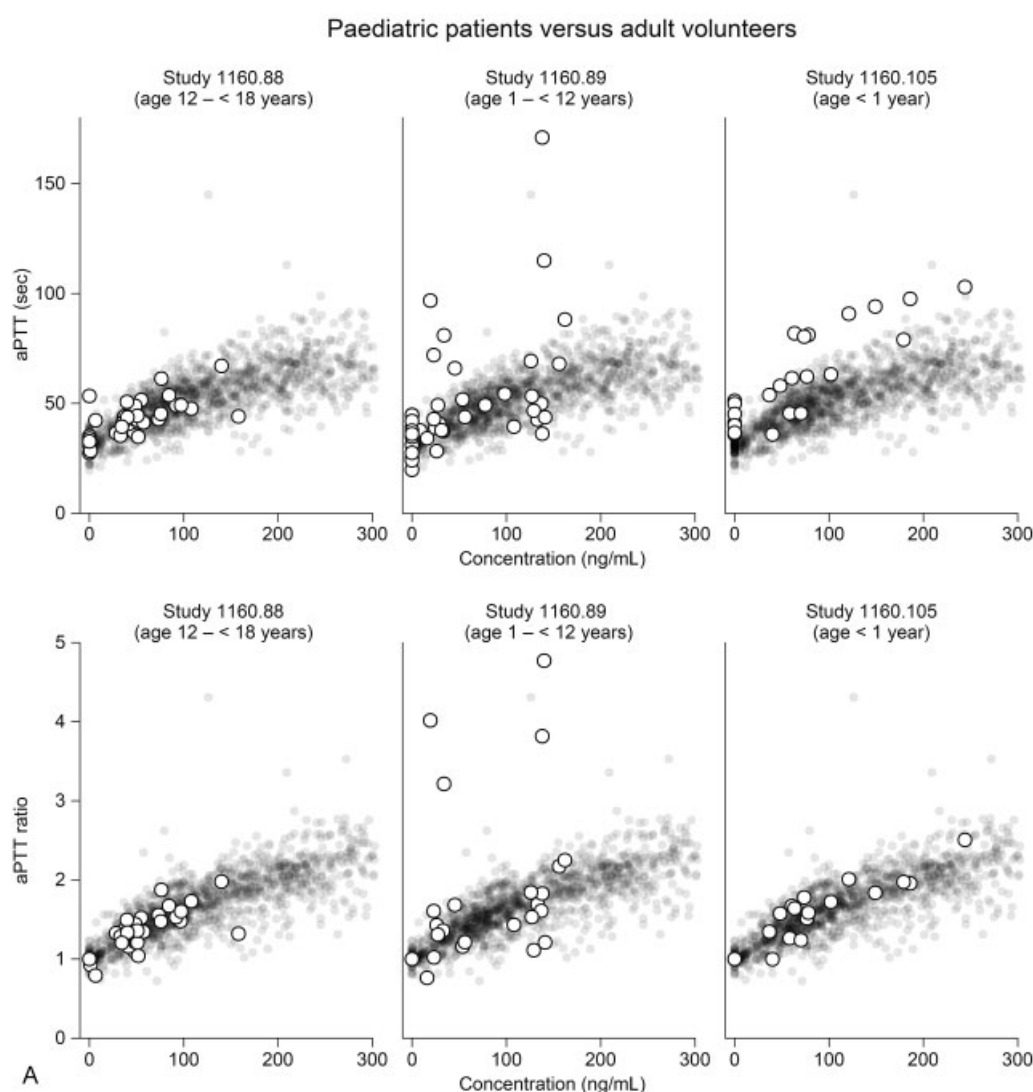 Paediatric patients versus adult volunteers
Study 1160.88
(age 12 – < 18 years)
Study 1160.89
(age 1 – < 12 years)
Study 1160.105
(age < 1 year)
150
100
50
0
aPTT (sec)
0 100 200 300
0 100 200 300
0 100 200 300
Concentration (ng/mL)
Study 1160.88
(age 12 – < 18 years)
Study 1160.89
(age 1 – < 12 years)
Study 1160.105
(age < 1 year)
5
4
3
2
1
0
aPTT ratio
0 100 200 300
0 100 200 300
0 100 200 300
Concentration (ng/mL)
A